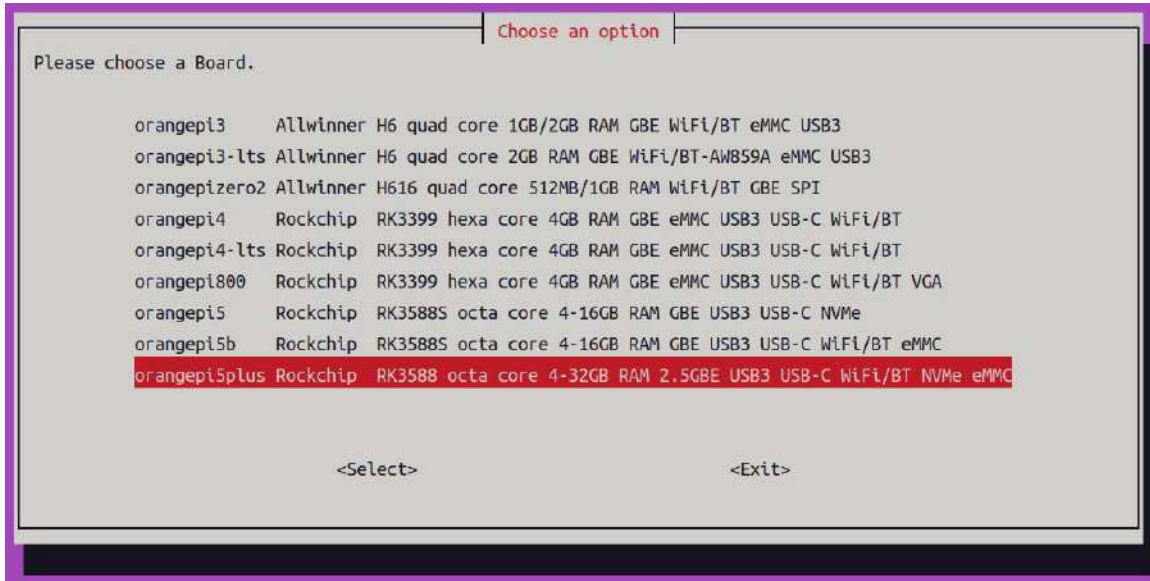 Choose an option
Please choose a Board.
orangepi3 Allwinner H6 quad core 1GB/2GB RAM GBE WiFi/BT eMMC USB3
orangepi3-lts Allwinner H6 quad core 2GB RAM GBE WiFi/BT-AW859A eMMC USB3
orangepizero2 Allwinner H616 quad core 512MB/1GB RAM WiFi/BT GBE SPI
orangepi4 Rockchip RK3399 hexa core 4GB RAM GBE eMMC USB3 USB-C WiFi/BT
orangepi4-lts Rockchip RK3399 hexa core 4GB RAM GBE eMMC USB3 USB-C WiFi/BT
orangepi800 Rockchip RK3399 hexa core 4GB RAM GBE eMMC USB3 USB-C WiFi/BT VGA
orangepi5 Rockchip RK3588S octa core 4-16GB RAM GBE USB3 USB-C NVMe
orangepi5b Rockchip RK3588S octa core 4-16GB RAM GBE USB3 USB-C WiFi/BT eMMC
orangepi5plus Rockchip RK3588 octa core 4-32GB RAM 2.5GBE USB3 USB-C WiFi/BT NVMe eMMC
<Select> <Exit>